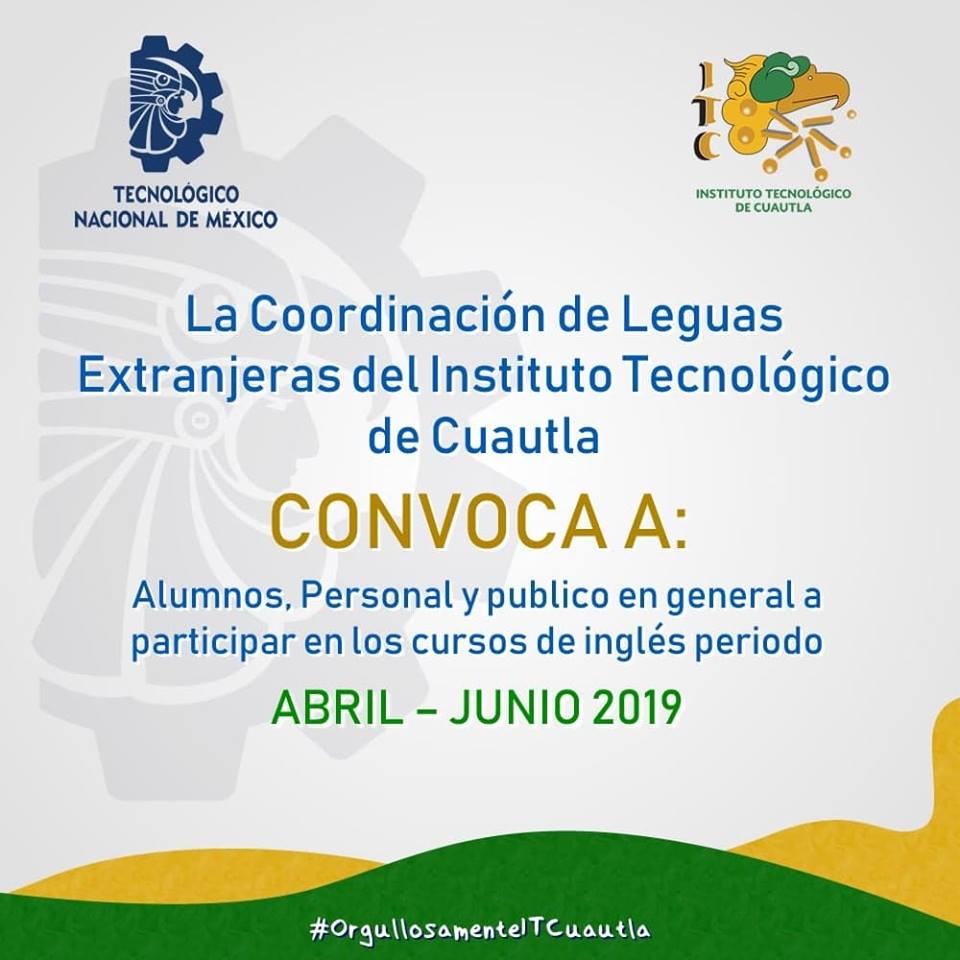 TECNOLÓGICO
NACIONAL DE MÉXICO
ITC
INSTITUTO TECNOLÓGICO
DE CUAUTLA
La Coordinación de Leguas
Extranjeras del Instituto Tecnológico
de Cuautla
CONVOCA A:
Alumnos, Personal y publico en general a
participar en los cursos de inglés periodo
ABRIL – JUNIO 2019
#OrgullosamenteITCuautla